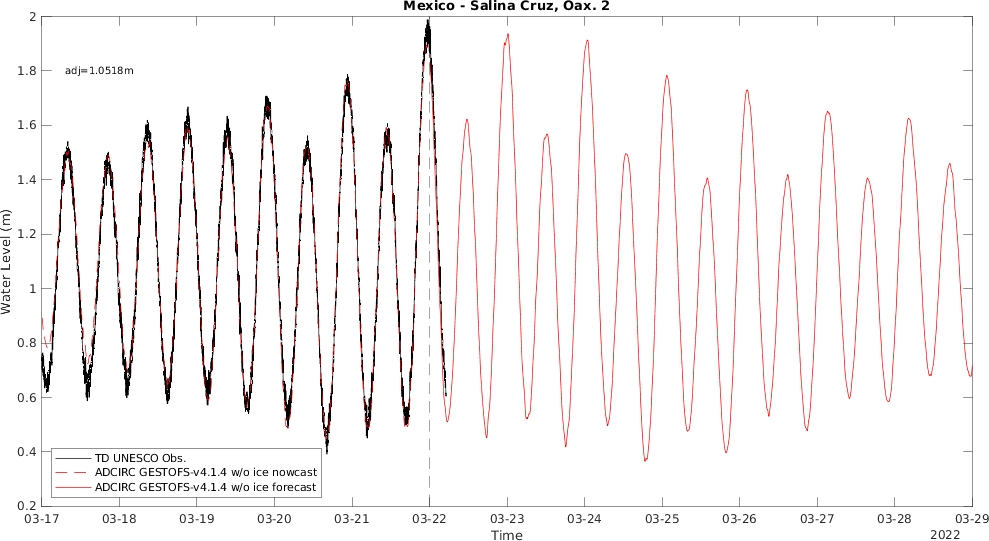 Mexico - Salina Cruz, Oax. 2
2
1.8
1.6
1.4
1.2
1
0.8
0.6
0.4
0.2
Water Level (m)
adj=1.0518m
TD UNESCO Obs.
ADCIRC GESTOFS-v4.1.4 w/o ice nowcast
ADCIRC GESTOFS-v4.1.4 w/o ice forecast
03-17 03-18 03-19 03-20 03-21 03-22 03-23 03-24 03-25 03-26 03-27 03-28 03-29
Time
2022